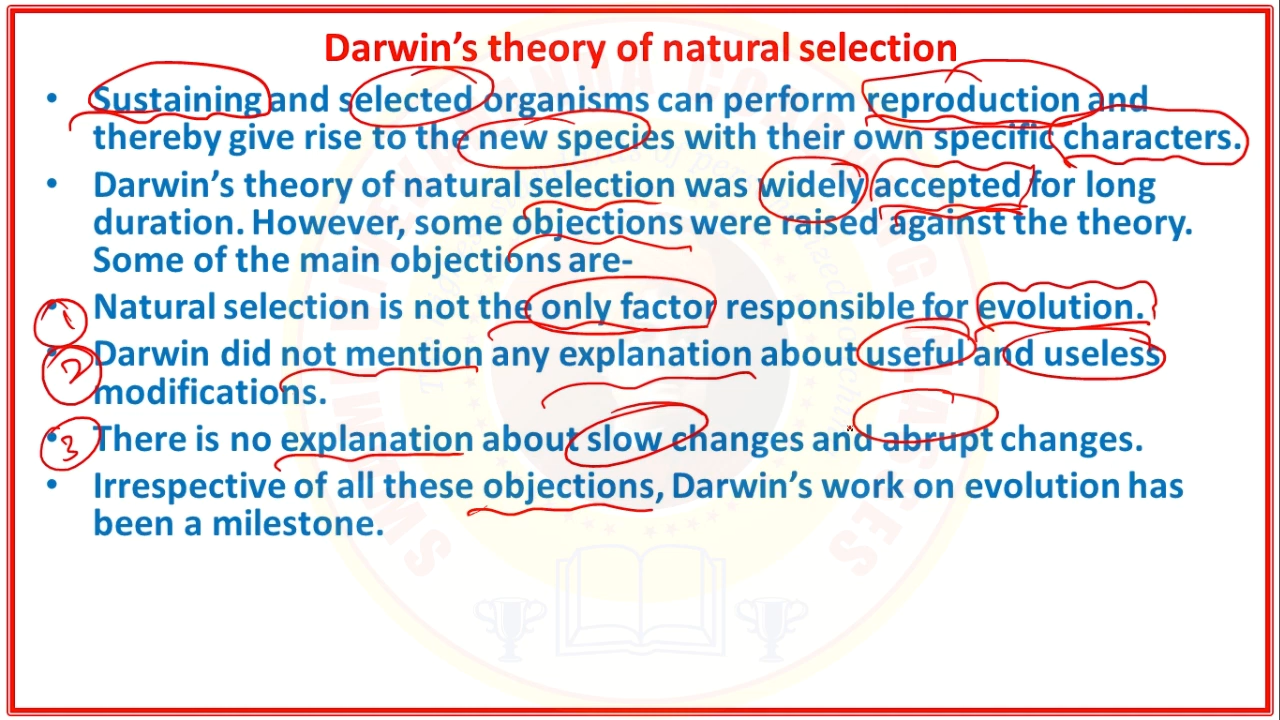 Darwin's theory of natural selection
• Sustaining and selected organisms can perform reproduction and
thereby give rise to the new species with their own specific characters.
• Darwin's theory of natural selection was widely accepted for long
duration. However, some objections were raised against the theory.
Some of the main objections are-
• Natural selection is not the only factor responsible for evolution.
1
• Darwin did not mention any explanation about useful and useless
2
modifications.
• There is no explanation about slow changes and abrupt changes.
3
• Irrespective of all these objections, Darwin's work on evolution has
been a milestone.